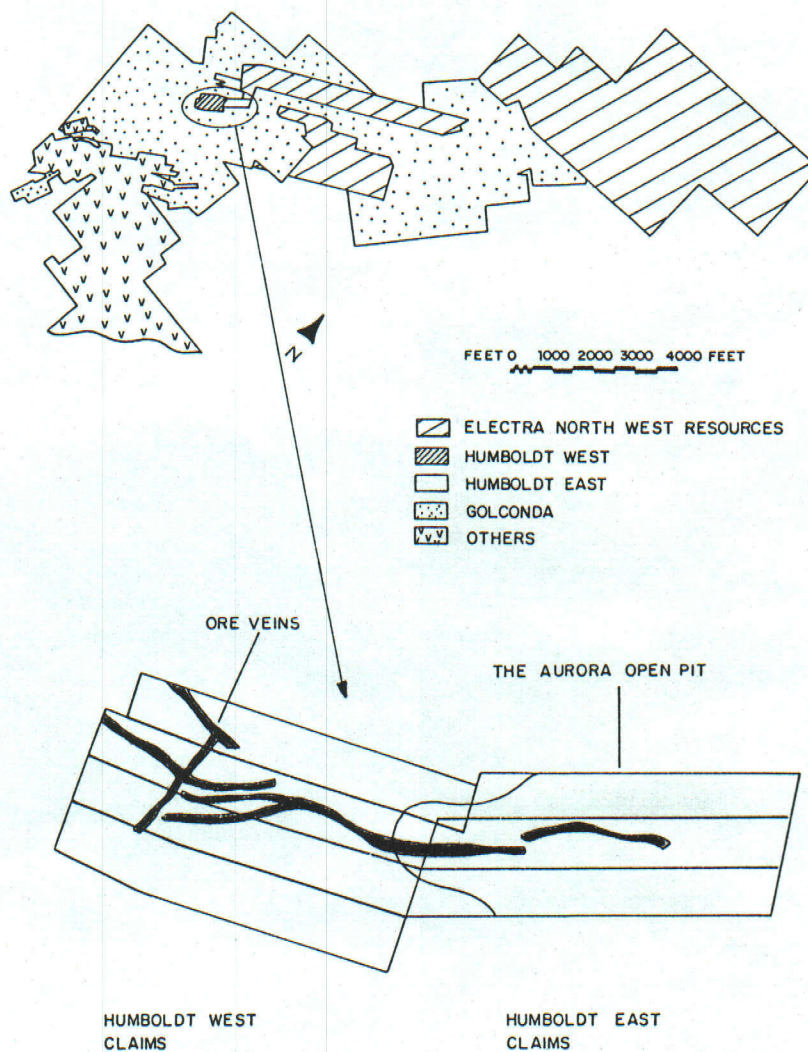 N
FEET 0 1000 2000 3000 4000 FEET
ELECTRA NORTH WEST RESOURCES
HUMBOLDT WEST
HUMBOLDT EAST
GOLCONDA
OTHERS
ORE VEINS
THE AURORA OPEN PIT
HUMBOLDT WEST
CLAIMS
HUMBOLDT EAST
CLAIMS